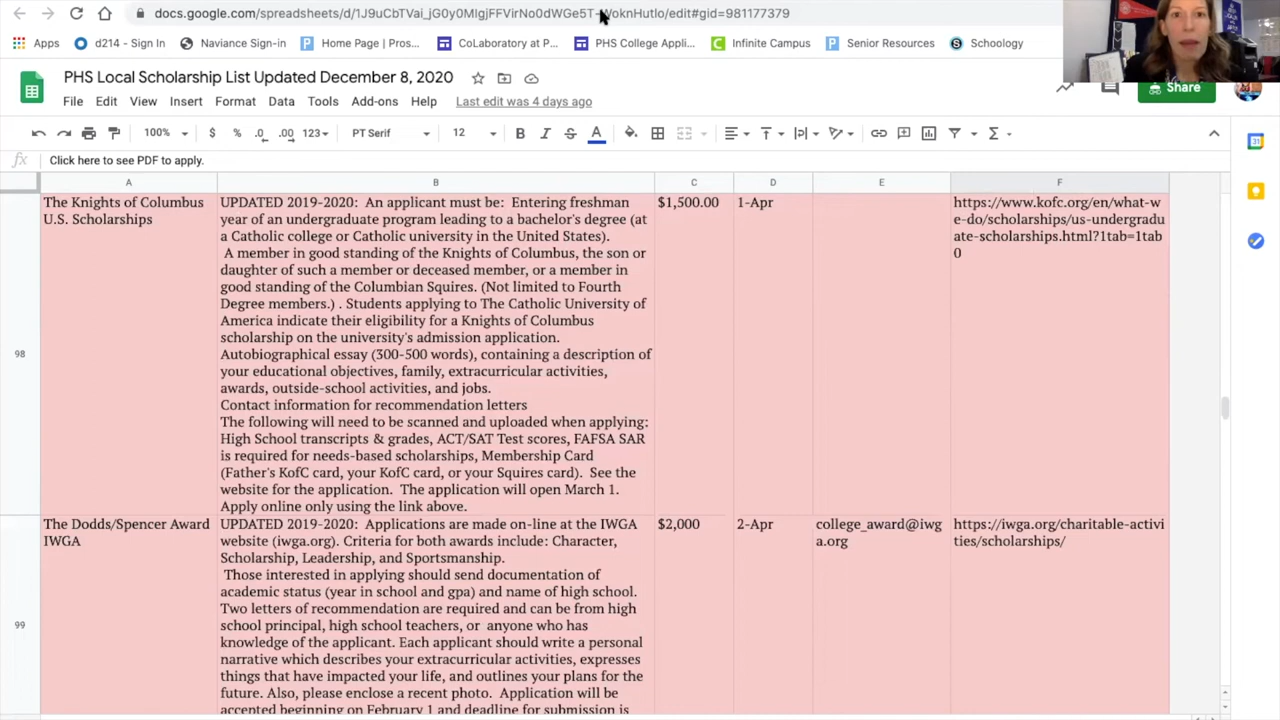 docs.google.com/spreadsheets/d/1J9uCbTVai_jG0y0MIgjFFVirNo0dWGe5T-WoknHutlo/edit#gid=981177379
Apps d214 - Sign In Naviance Sign-in Home Page | Pros... CoLaboratory at P... PHS College Appli... Infinite Campus Senior Resources Schoology
PHS Local Scholarship List Updated December 8, 2020
File Edit View Insert Format Data Tools Add-ons Help Last edit was 4 days ago
Share
100% $ % .0 .00 123 PT Serif 12 B I S A
fx Click here to see PDF to apply.
A B C D E F
98
The Knights of Columbus
U.S. Scholarships
UPDATED 2019-2020: An applicant must be: Entering freshman
year of an undergraduate program leading to a bachelor's degree (at
a Catholic college or Catholic university in the United States).
A member in good standing of the Knights of Columbus, the son or
daughter of such a member or deceased member, or a member in
good standing of the Columbian Squires. (Not limited to Fourth
Degree members.) . Students applying to The Catholic University of
America indicate their eligibility for a Knights of Columbus
scholarship on the university's admission application.
Autobiographical essay (300-500 words), containing a description of
your educational objectives, family, extracurricular activities,
awards, outside-school activities, and jobs.
Contact information for recommendation letters
The following will need to be scanned and uploaded when applying:
High School transcripts & grades, ACT/SAT Test scores, FAFSA SAR
is required for needs-based scholarships, Membership Card
(Father's KofC card, your KofC card, or your Squires card). See the
website for the application. The application will open March 1.
Apply online only using the link above.
$1,500.00
1-Apr
https://www.kofc.org/en/what-w
e-do/scholarships/us-undergradu
ate-scholarships.html?1tab=1tab
0
99
The Dodds/Spencer Award
IWGA
UPDATED 2019-2020: Applications are made on-line at the IWGA
website (iwga.org). Criteria for both awards include: Character,
Scholarship, Leadership, and Sportsmanship.
Those interested in applying should send documentation of
academic status (year in school and gpa) and name of high school.
Two letters of recommendation are required and can be from high
school principal, high school teachers, or anyone who has
knowledge of the applicant. Each applicant should write a personal
narrative which describes your extracurricular activities, expresses
things that have impacted your life, and outlines your plans for the
future. Also, please enclose a recent photo. Application will be
accepted beginning on February 1 and deadline for submission is
$2,000
2-Apr
college_award@iwg
a.org
https://iwga.org/charitable-activi
ties/scholarships/